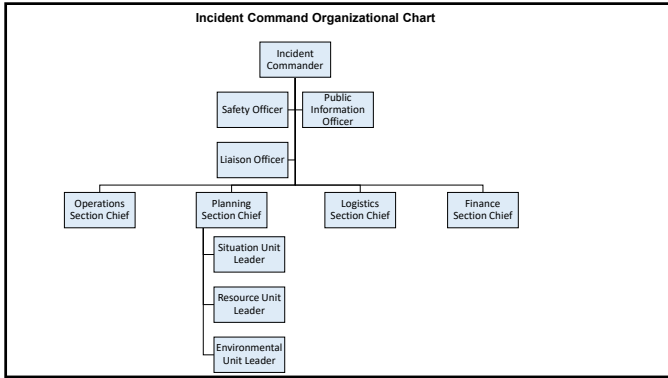 Incident Command Organizational Chart
Incident
Commander
Safety Officer
Public
Information
Officer
Liaison Officer
Operations
Section Chief
Planning
Section Chief
Logistics
Section Chief
Finance
Section Chief
Situation Unit
Leader
Resource Unit
Leader
Environmental
Unit Leader